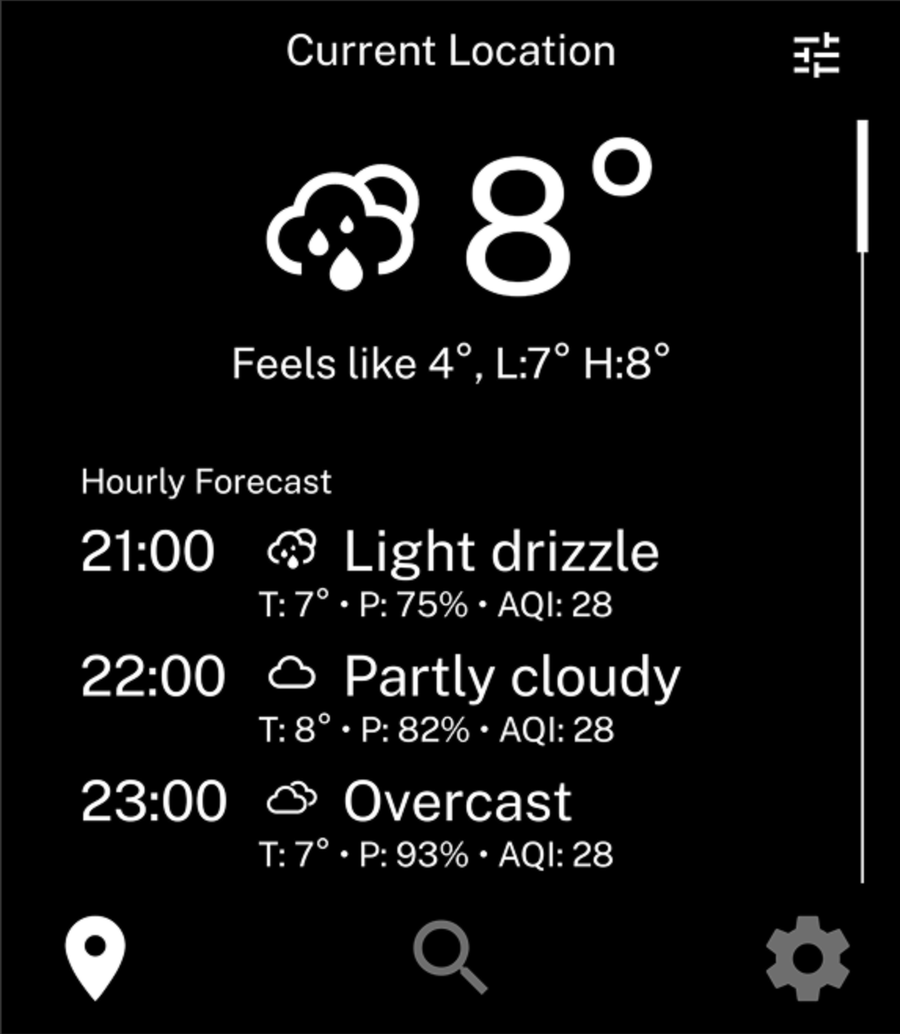 Current Location
8°
Feels like 4°, L:7° H:8°
Hourly Forecast
21:00 Light drizzle
T: 7° • P: 75% • AQI: 28
22:00 Partly cloudy
T: 8° • P: 82% • AQI: 28
23:00 Overcast
T: 7° • P: 93% • AQI: 28